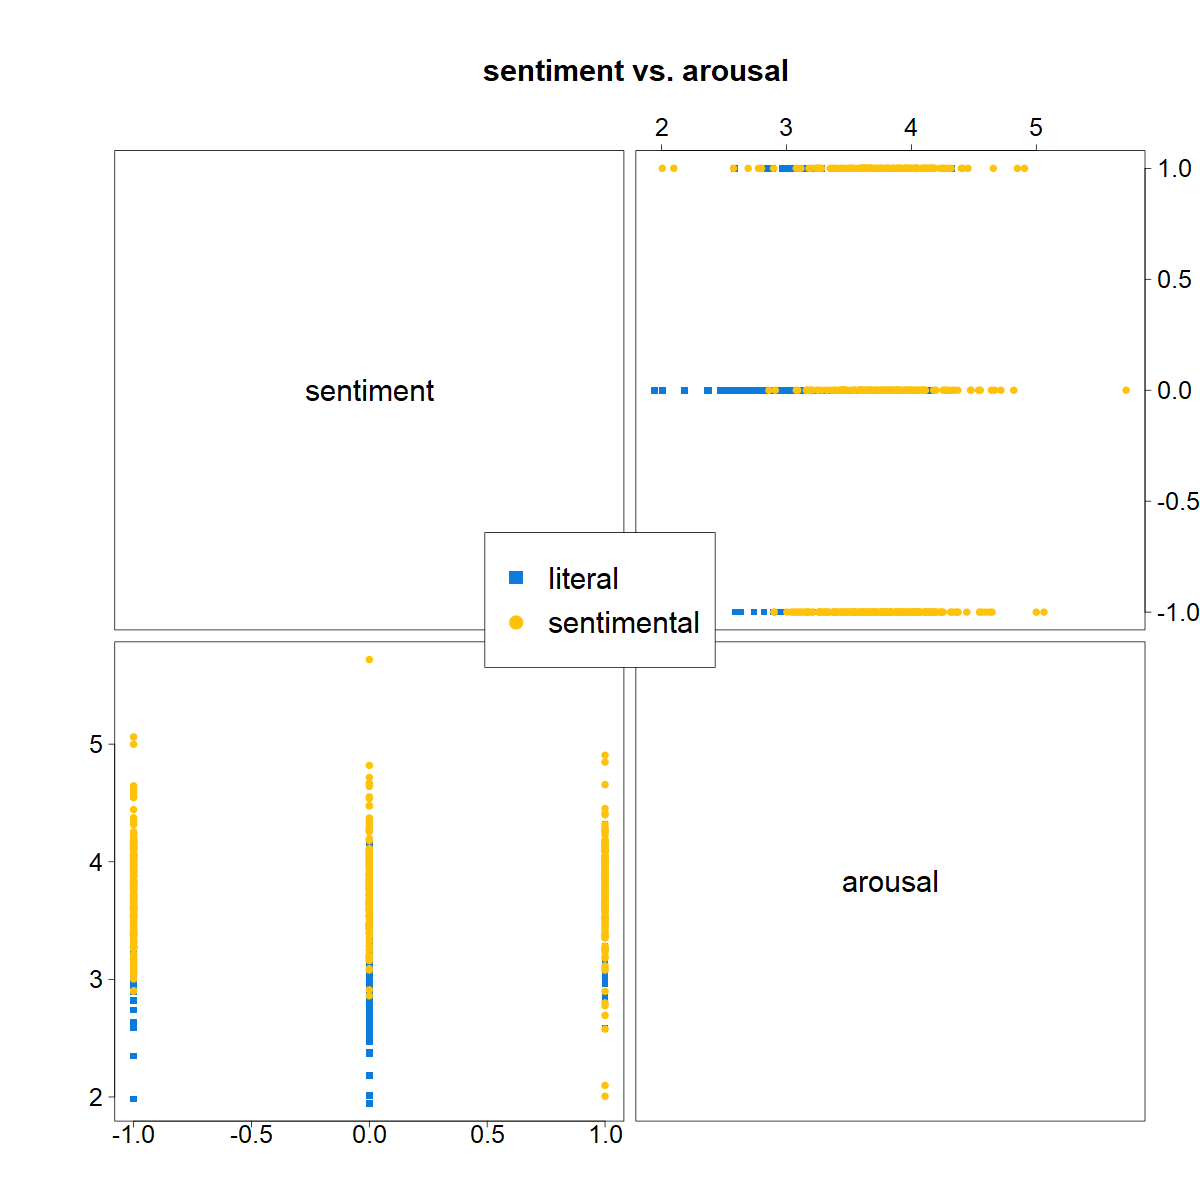 sentiment vs. arousal
2 3 4 5
1.0
0.5
sentiment
0.0
-0.5
literal
-1.0
sentimental
5
4
arousal
3
2
-1.0 -0.5 0.0 0.5 1.0